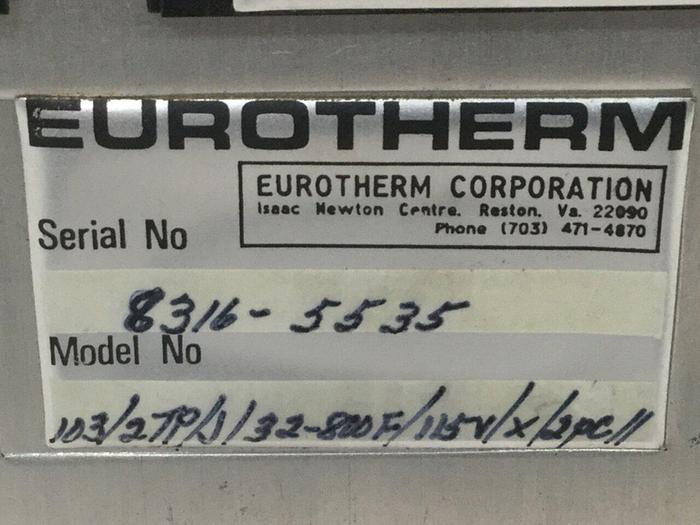 EUROTHERM
EUROTHERM CORPORATION
Isaac Newton Centre. Reston. Va. 22090
Phone (703) 471-4870
Serial No
8316-5535
Model No
103/2TP/J/32-800F/115V/X/2PC//